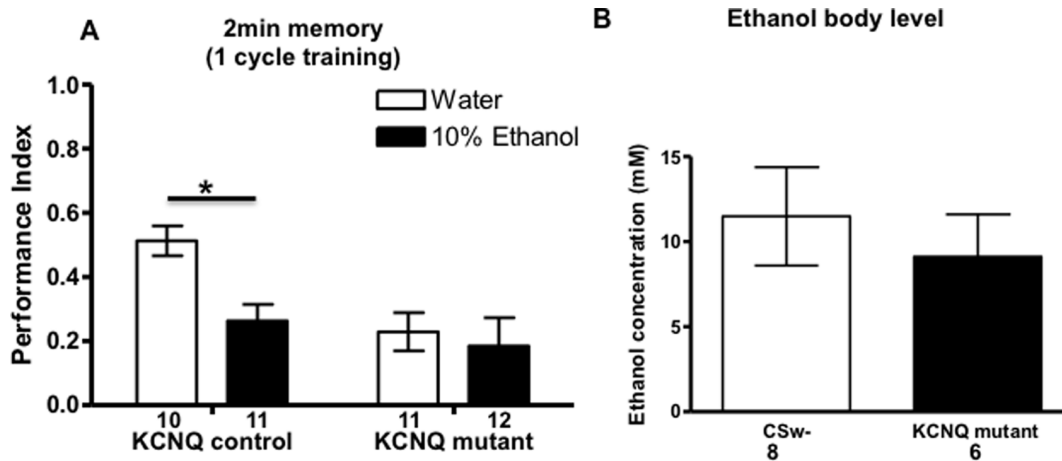 A
2min memory
(1 cycle training)
Water
10% Ethanol
Performance Index
1.0
0.8
0.6
0.4
0.2
0.0
*
10 11 11 12
KCNQ control KCNQ mutant
B
Ethanol body level
Ethanol concentration (mM)
15
10
5
0
CSw- KCNQ mutant
8 6